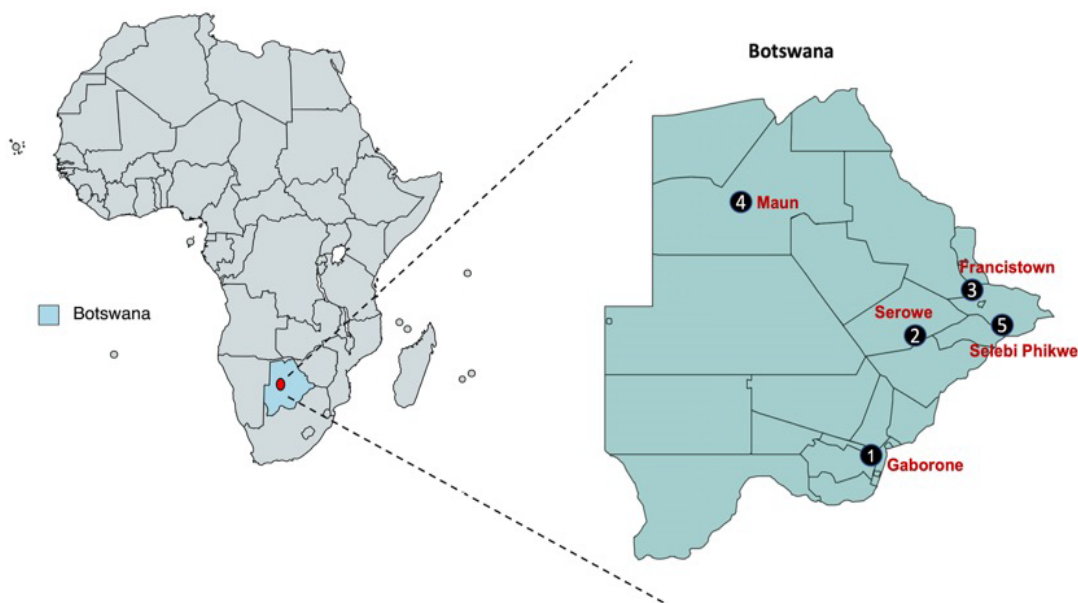 Botswana
Botswana
4 Maun
Francistown
3
Serowe
2
5
Selebi Phikwe
1
Gaborone